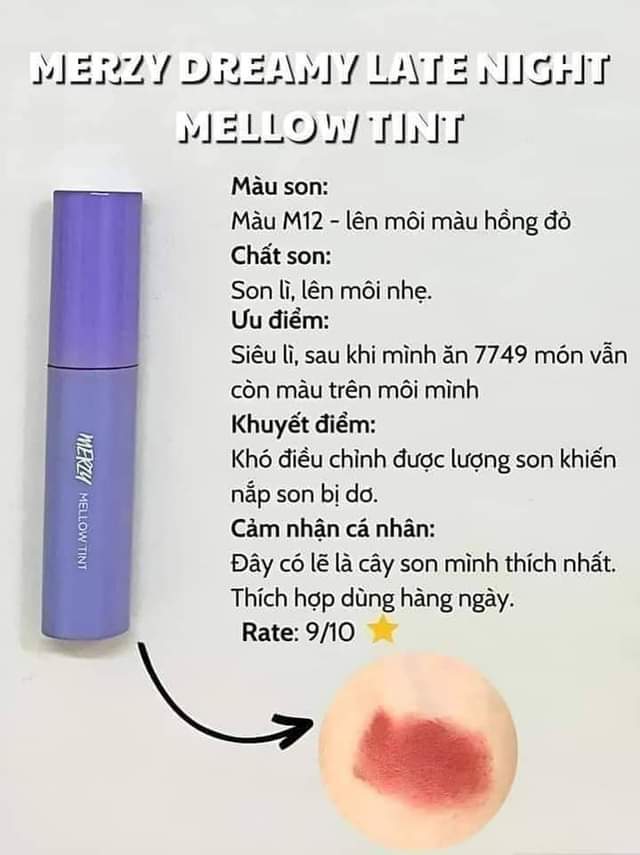 MERZY DREAMY LATE NIGHT
MELLOW TINT
Màu son:
Màu M12 - lên môi màu hồng đỏ
Chất son:
Son lì, lên môi nhẹ.
Ưu điểm:
Siêu lì, sau khi mình ăn 7749 món vẫn
còn màu trên môi mình
Khuyết điểm:
Khó điều chỉnh được lượng son khiến
nắp son bị dơ.
Cảm nhận cá nhân:
Đây có lẽ là cây son mình thích nhất.
Thích hợp dùng hàng ngày.
Rate: 9/10
MERZY MELLOW TINT